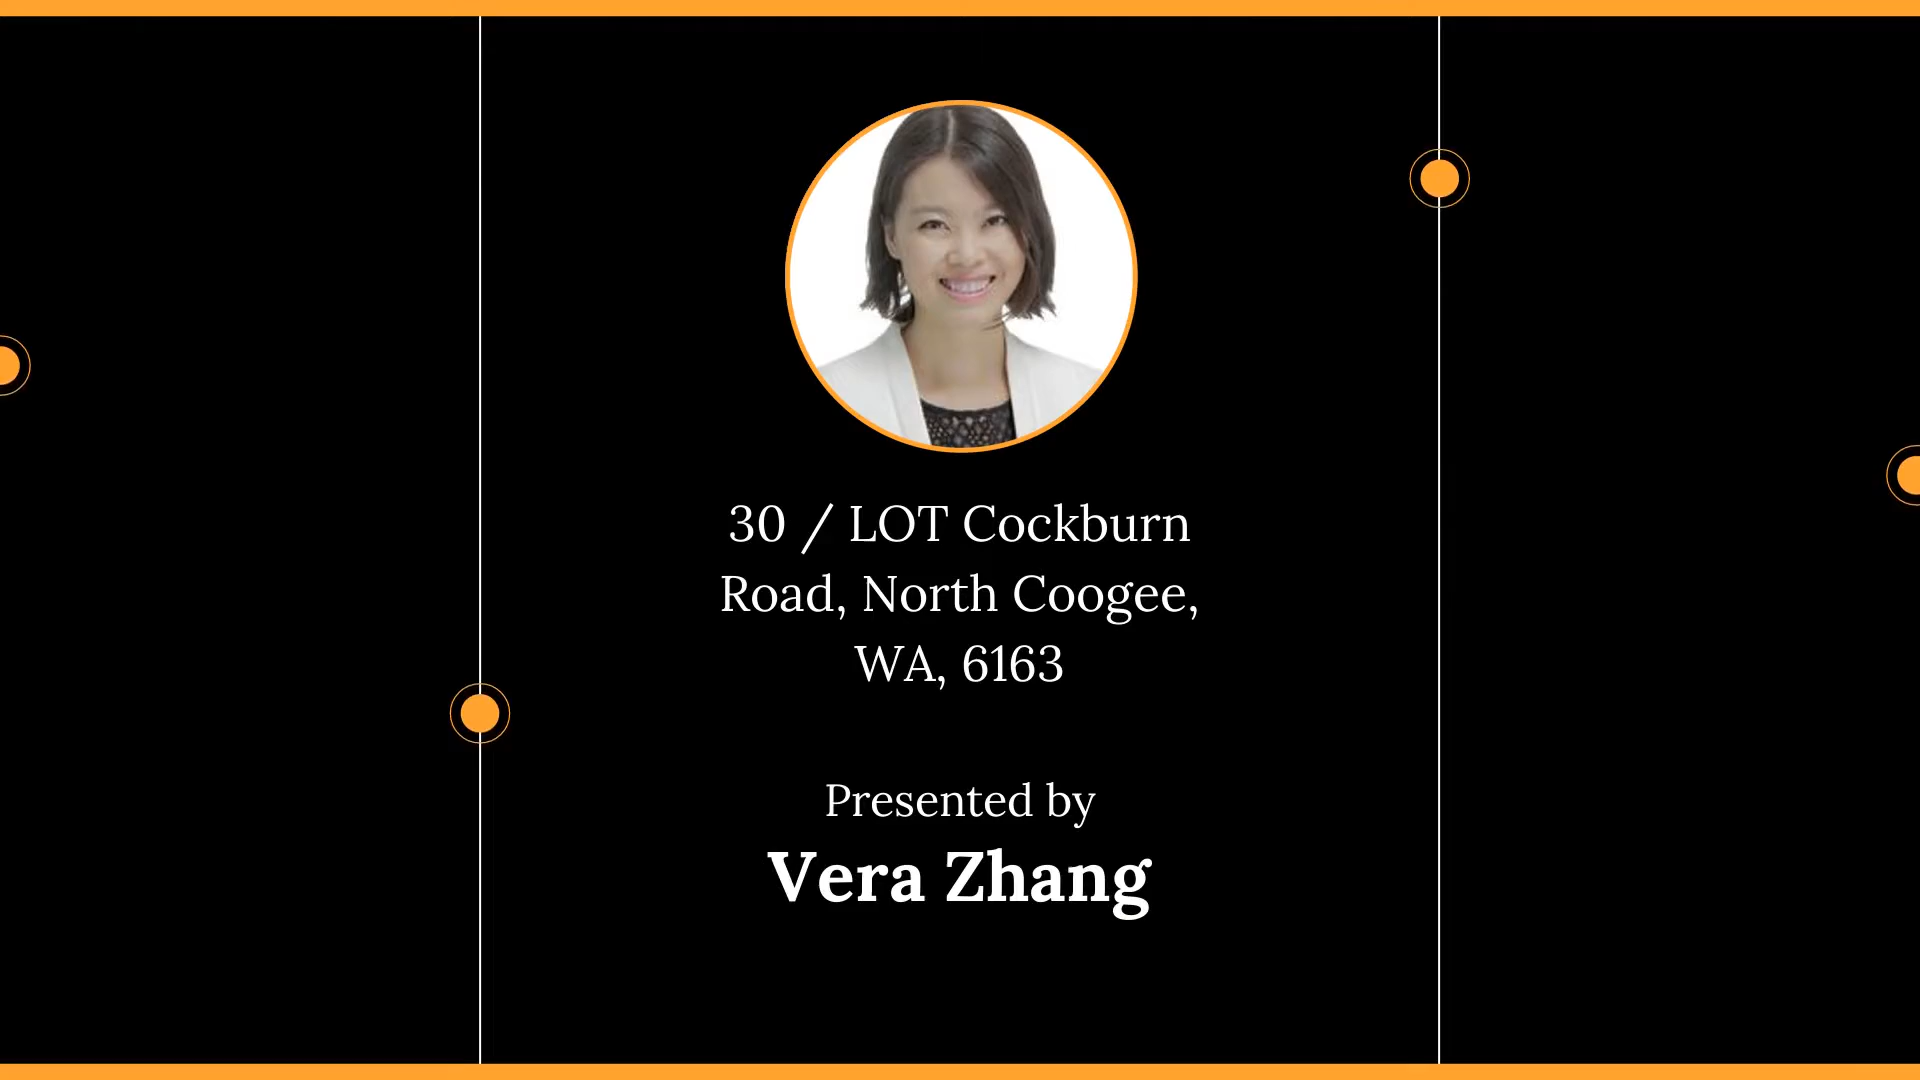 30 / LOT Cockburn
Road, North Coogee,
WA, 6163
Presented by
Vera Zhang